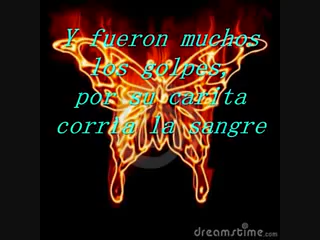 Y fueron muchos
los golpes,
por su carita
corria la sangre
dreamstime.com